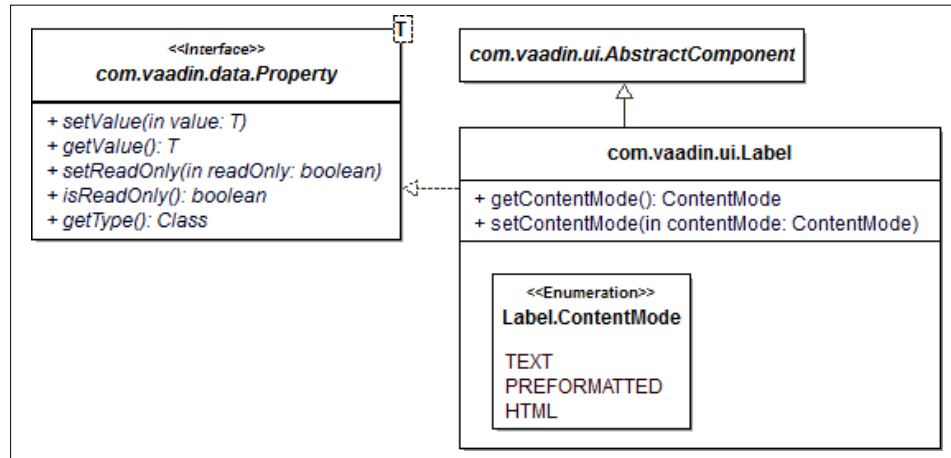 T
<<Interface>>
com.vaadin.data.Property
+ setValue(in value: T)
+ getValue(): T
+ setReadOnly(in readOnly: boolean)
+ isReadOnly(): boolean
+ getType(): Class
com.vaadin.ui.AbstractComponent
com.vaadin.ui.Label
+ getContentMode(): ContentMode
+ setContentMode(in contentMode: ContentMode)
<<Enumeration>>
Label.ContentMode
TEXT
PREFORMATTED
HTML